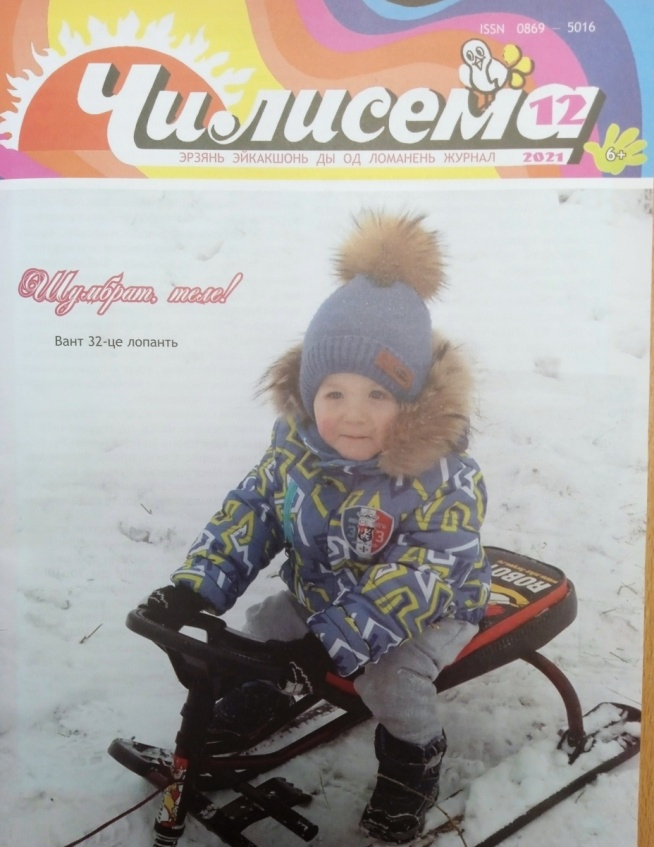 ISSN 0869 – 5016
Чилисема
12
ЭРЗЯНЬ ЭЙКАКШОНЬ ДЫ ОД ЛОМАНЕНЬ ЖУРНАЛ 2021
6+
Шумбрат, теле!
Вант 32-це лопанть
ROBOT